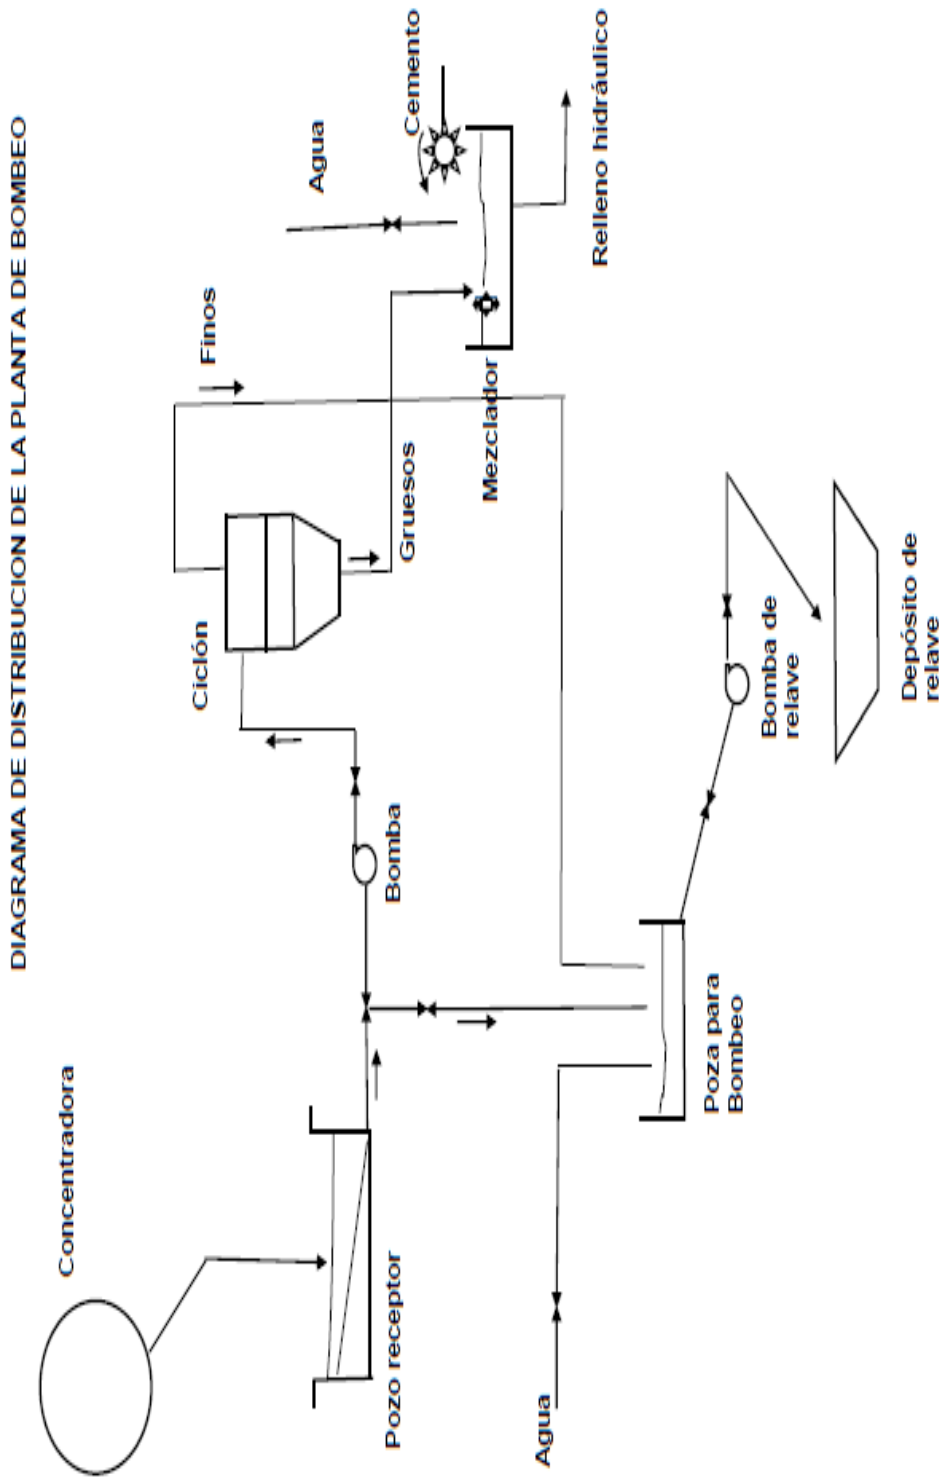 DIAGRAMA DE DISTRIBUCION DE LA PLANTA DE BOMBEO
Concentradora
Pozo receptor
Agua
Poza para
Bombeo
Bomba
Ciclón
Finos
Gruesos
Agua
Cemento
Mezclador
Relleno hidráulico
Bomba de
relave
Depósito de
relave